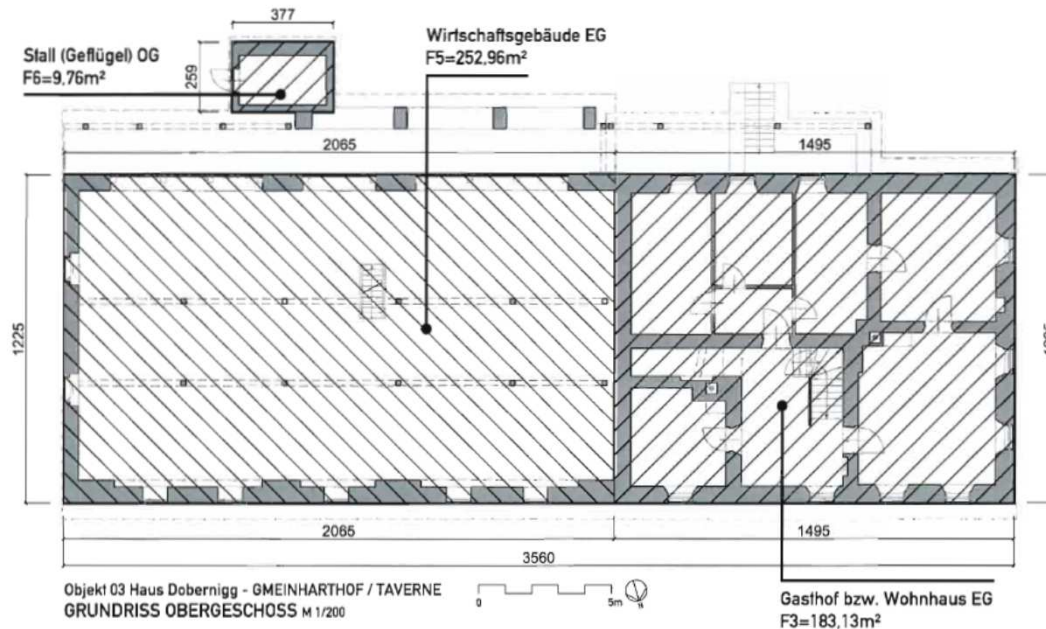 377
Stall (Geflügel) OG
F6=9,76m²
259
Wirtschaftsgebäude EG
F5=252,96m²
2065
1495
1225
2065
1495
3560
Objekt 03 Haus Dobernigg - GMEINHARTHOF / TAVERNE
GRUNDRISS OBERGESCHOSS M 1/200
0
5m
N
Gasthof bzw. Wohnhaus EG
F3=183,13m²